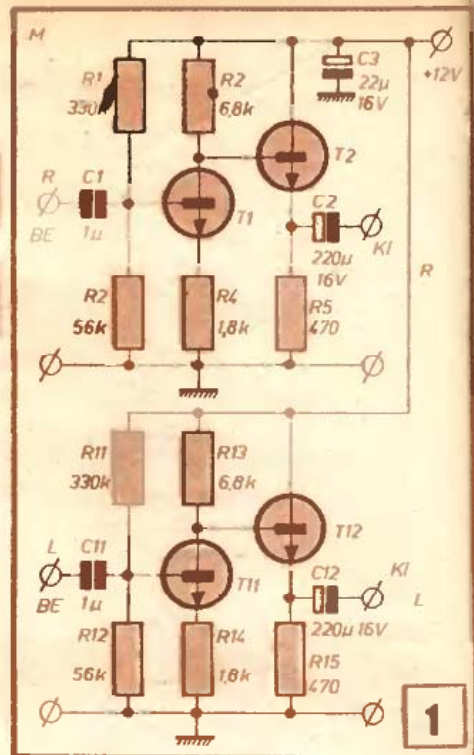 M
R1
330k
R2
6,8k
C3
22µ
16V
+12V
T2
R
C1
BE
1µ
T1
C2
KI
220µ
16V
R
R2
56k
R4
1,8k
R5
470
R11
330k
R13
6,8k
T12
L
C11
BE
1µ
T11
C12
KI
L
220µ 16V
R12
56k
R14
1,8k
R15
470
1